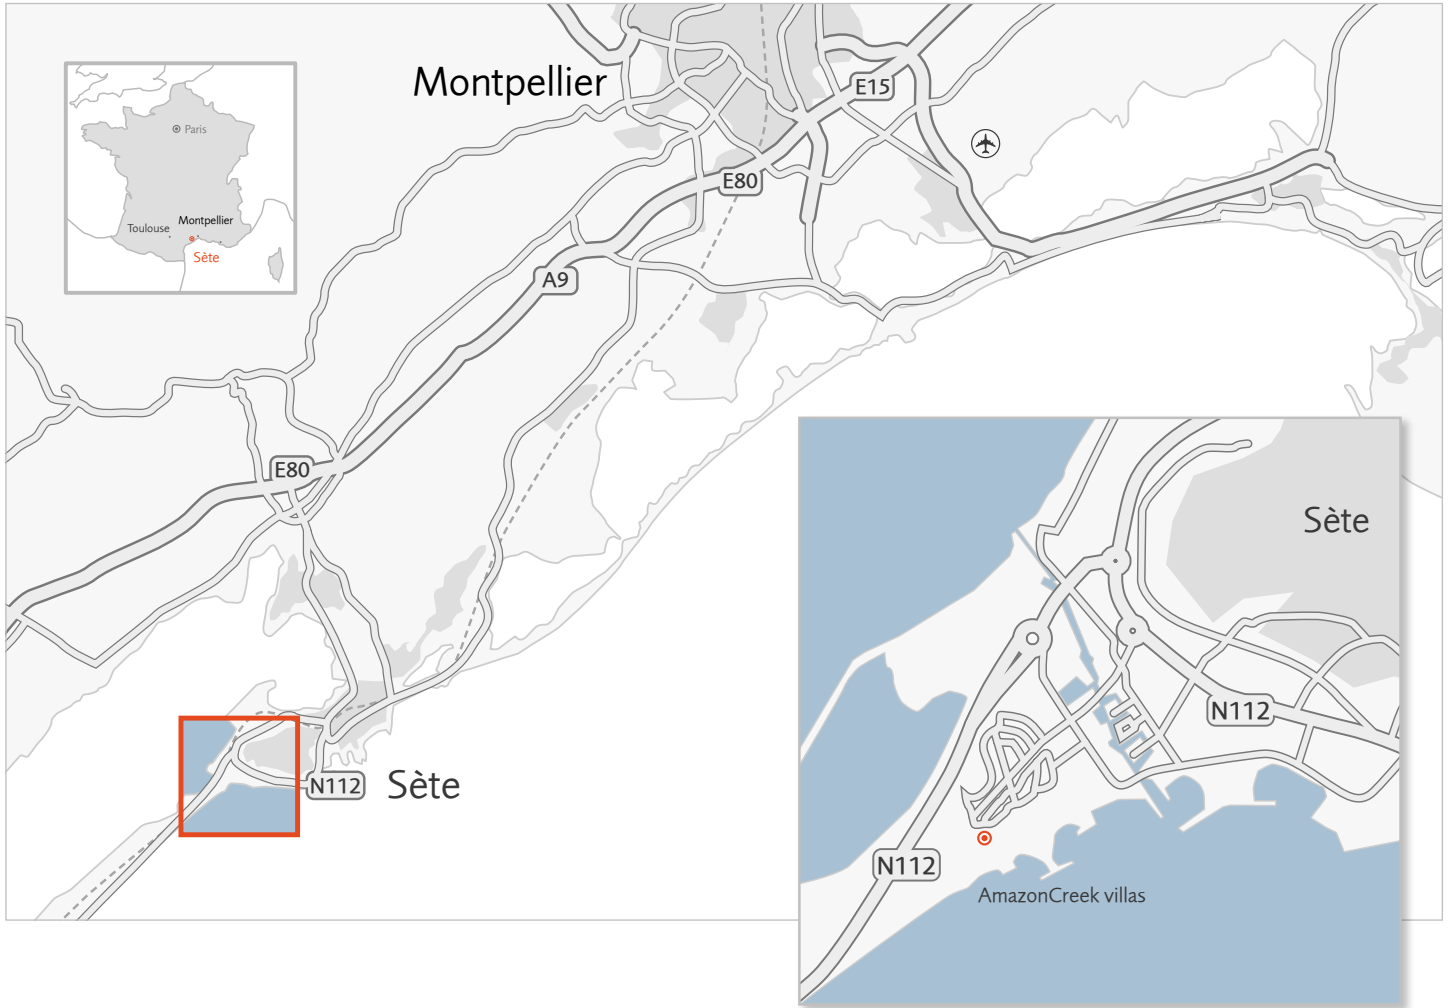 Montpellier
E15
Paris
E80
Montpellier
Toulouse
Sète
A9
E80
Sète
N112
N112
Sète
N112
AmazonCreek villas